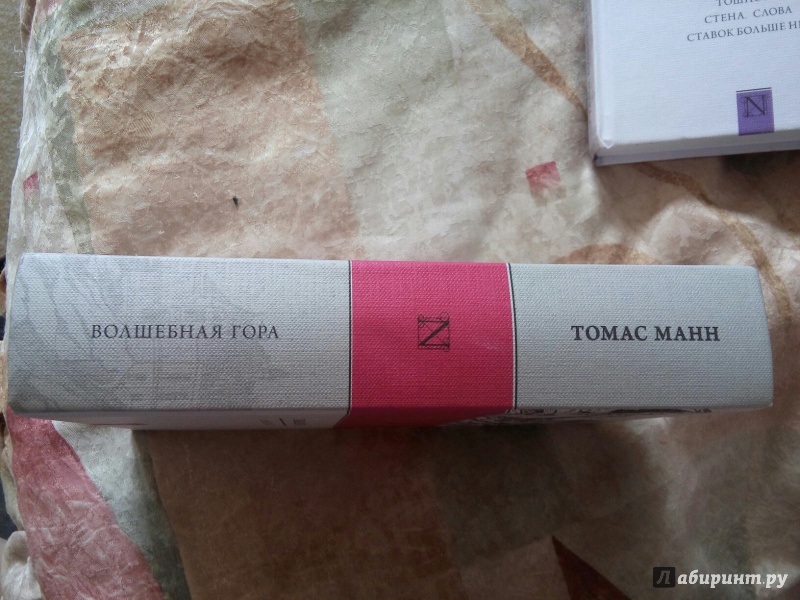 СТЕНА. СЛОВА
СТАВОК БОЛЬШЕ
N
ВОЛШЕБНАЯ ГОРА
N
ТОМАС МАНН
Лабиринт.ру